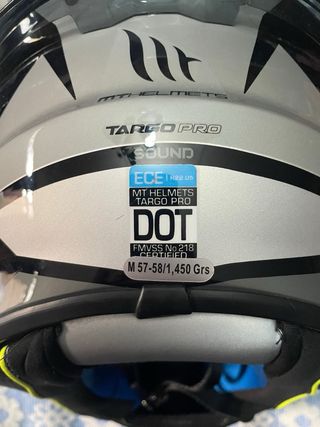 MT HELMETS
TARGO PRO
SOUND
ECE R22.05
MT HELMETS
TARGO PRO
DOT
FMVSS No 218
CERTIFIED
M 57-58/1,450 Grs